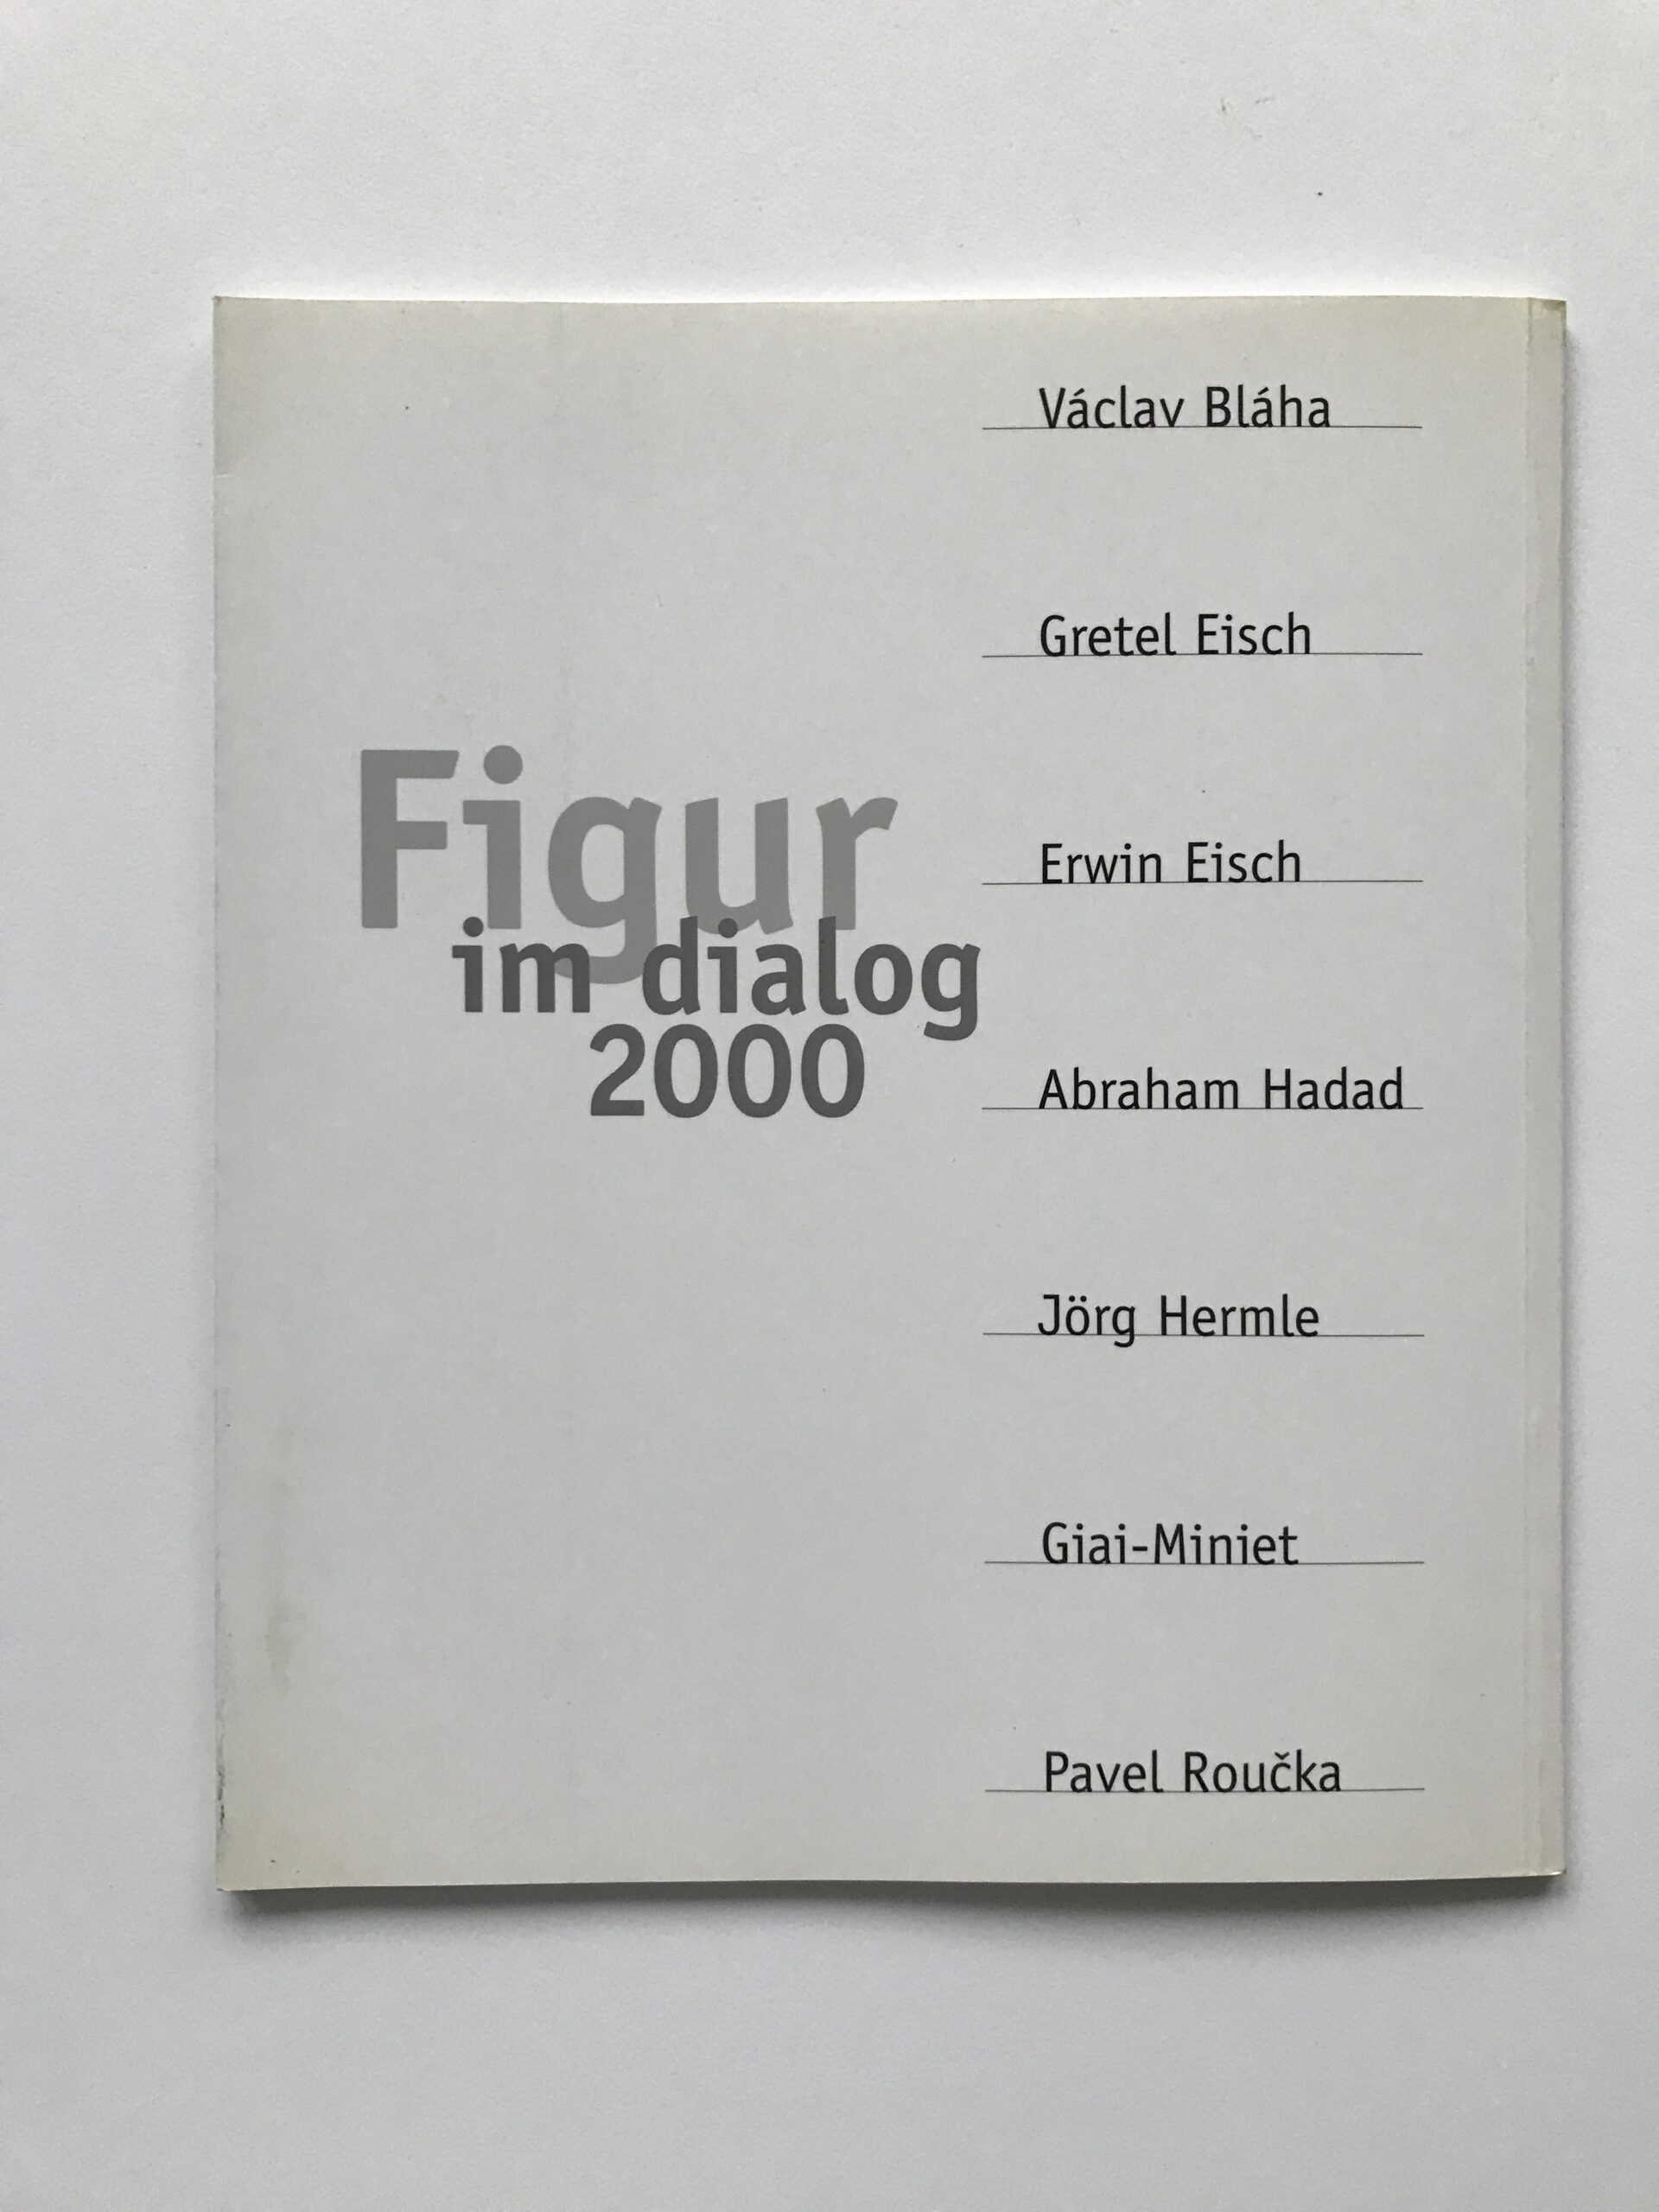 Figur
im dialog
2000
Václav Bláha
Gretel Eisch
Erwin Eisch
Abraham Hadad
Jörg Hermle
Giai-Miniet
Pavel Roučka